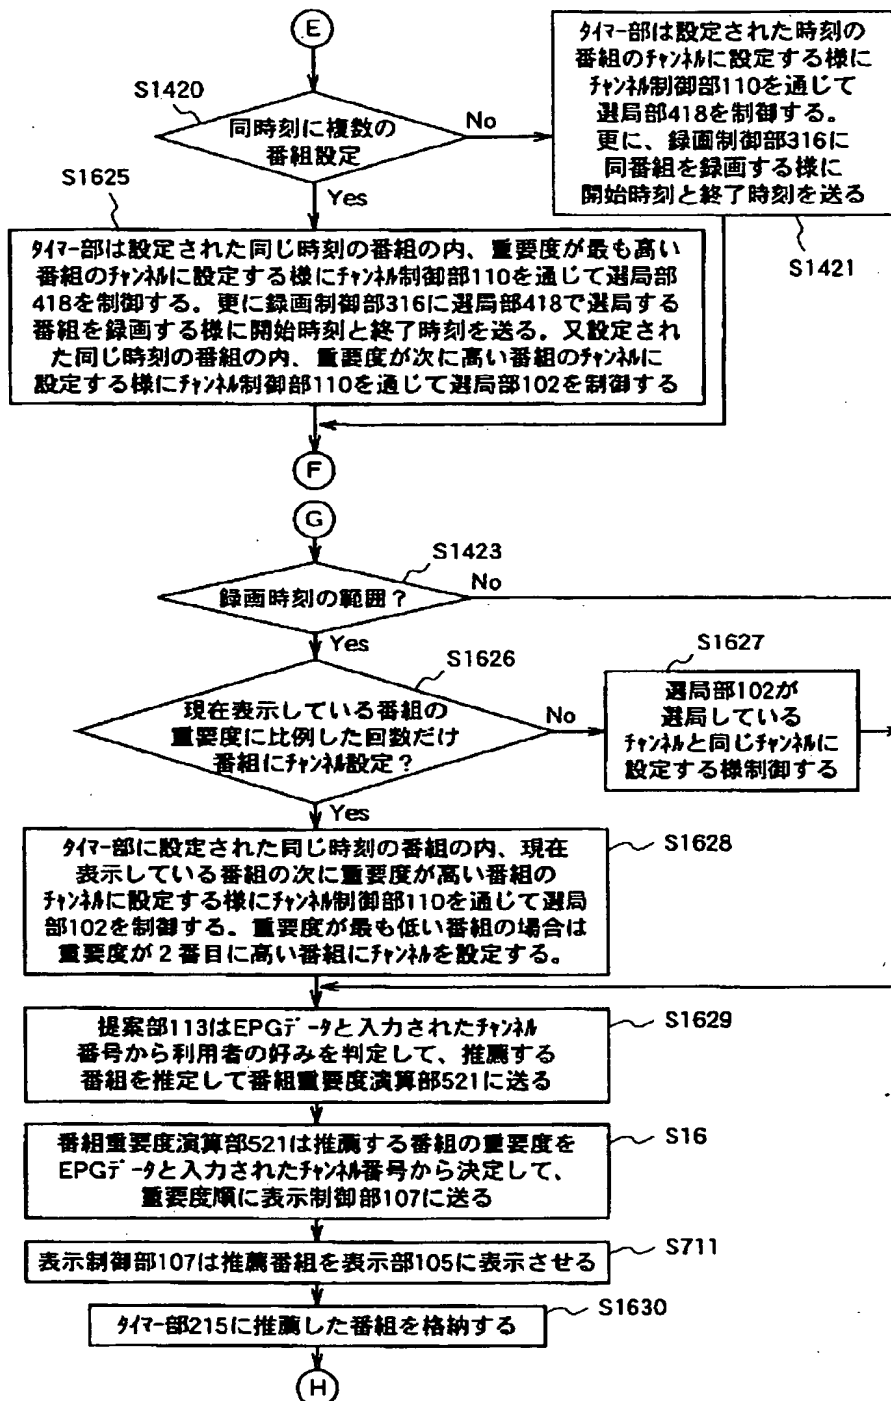 E
S1420
同時刻に複数の
番組設定
No
Yes
ﾀｲﾏｰ部は設定された時刻の
番組のﾁｬﾝﾈﾙに設定する様に
ﾁｬﾝﾈﾙ制御部110を通じて
選局部418を制御する。
更に、録画制御部316に
同番組を録画する様に
開始時刻と終了時刻を送る
S1421
S1625
ﾀｲﾏｰ部は設定された同じ時刻の番組の内、重要度が最も高い
番組のﾁｬﾝﾈﾙに設定する様にﾁｬﾝﾈﾙ制御部110を通じて選局部
418を制御する。更に録画制御部316に選局部418で選局する
番組を録画する様に開始時刻と終了時刻を送る。又設定され
た同じ時刻の番組の内、重要度が次に高い番組のﾁｬﾝﾈﾙに
設定する様にﾁｬﾝﾈﾙ制御部110を通じて選局部102を制御する
F
G
S1423
録画時刻の範囲？
No
Yes
S1626
現在表示している番組の
重要度に比例した回数だけ
番組にﾁｬﾝﾈﾙ設定？
No
Yes
S1627
選局部102が
選局している
ﾁｬﾝﾈﾙと同じﾁｬﾝﾈﾙに
設定する様制御する
S1628
ﾀｲﾏｰ部に設定された同じ時刻の番組の内、現在
表示している番組の次に重要度が高い番組の
ﾁｬﾝﾈﾙに設定する様にﾁｬﾝﾈﾙ制御部110を通じて選局
部102を制御する。重要度が最も低い番組の場合は
重要度が２番目に高い番組にﾁｬﾝﾈﾙを設定する。
S1629
提案部113はEPGﾃﾞｰﾀと入力されたﾁｬﾝﾈﾙ
番号から利用者の好みを判定して、推薦する
番組を推定して番組重要度演算部521に送る
S16
番組重要度演算部521は推薦する番組の重要度を
EPGﾃﾞｰﾀと入力されたﾁｬﾝﾈﾙ番号から決定して、
重要度順に表示制御部107に送る
S711
表示制御部107は推薦番組を表示部105に表示させる
S1630
ﾀｲﾏｰ部215に推薦した番組を格納する
H